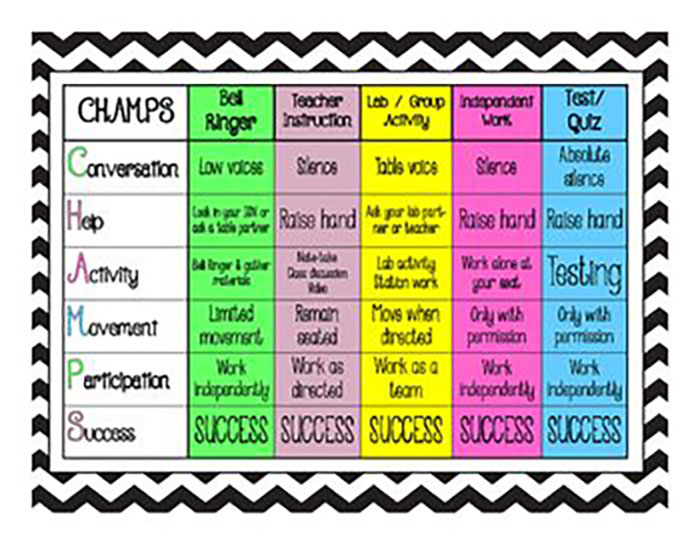 CHAMPS
Bell
Ringer
Teacher
Instruction
Lab / Group
Activity
Independent
Work
Test/
Quiz
Conversation
Low voices
Silence
Table voice
Silence
Absolute
silence
Help
Look in your ISN or
ask a table partner
Raise hand
Ask your lab part-
ner or teacher
Raise hand
Raise hand
Activity
Bell Ringer & gather
materials
Note-take
Class discussion
Video
Lab activity
Station work
Work alone at
your seat
Testing
Movement
Limited
movement
Remain
seated
Move when
directed
Only with
permission
Only with
permission
Participation
Work
independently
Work as
directed
Work as a
team
Work
independently
Work
independently
Success
SUCCESS
SUCCESS
SUCCESS
SUCCESS
SUCCESS